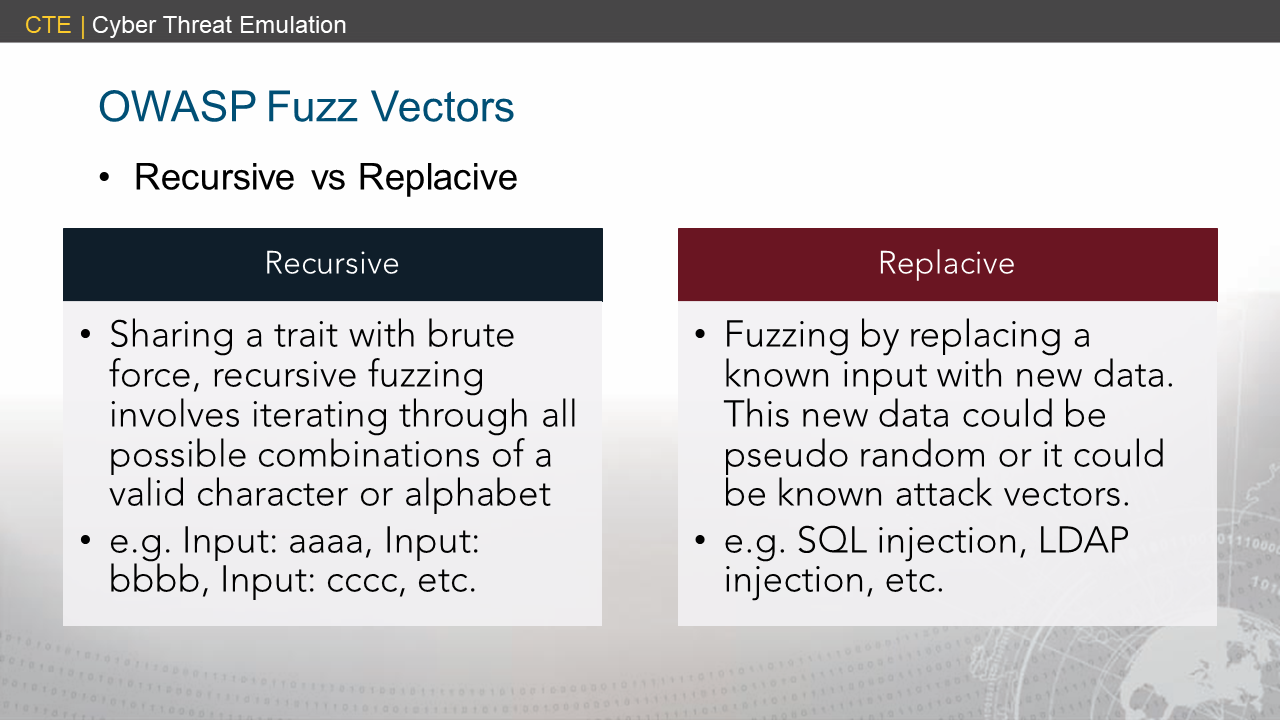 CTE | Cyber Threat Emulation
OWASP Fuzz Vectors
• Recursive vs Replacive
Recursive
• Sharing a trait with brute
force, recursive fuzzing
involves iterating through all
possible combinations of a
valid character or alphabet
• e.g. Input: aaaa, Input:
bbbb, Input: cccc, etc.
Replacive
• Fuzzing by replacing a
known input with new data.
This new data could be
pseudo random or it could
be known attack vectors.
• e.g. SQL injection, LDAP
injection, etc.